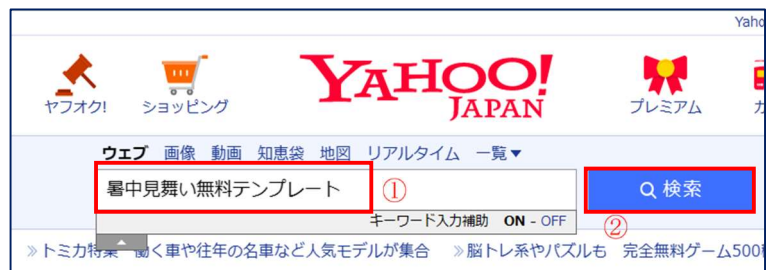 Yaho
ヤフオク! ショッピング YAHOO! JAPAN プレミアム
ウェブ 画像 動画 知恵袋 地図 リアルタイム 一覧▼
暑中見舞い無料テンプレート ① 検索
キーワード入力補助 ON - OFF ②
»トミカ特集 働く車や往年の名車など人気モデルが集合 »脳トレ系やパズルも 完全無料ゲーム500